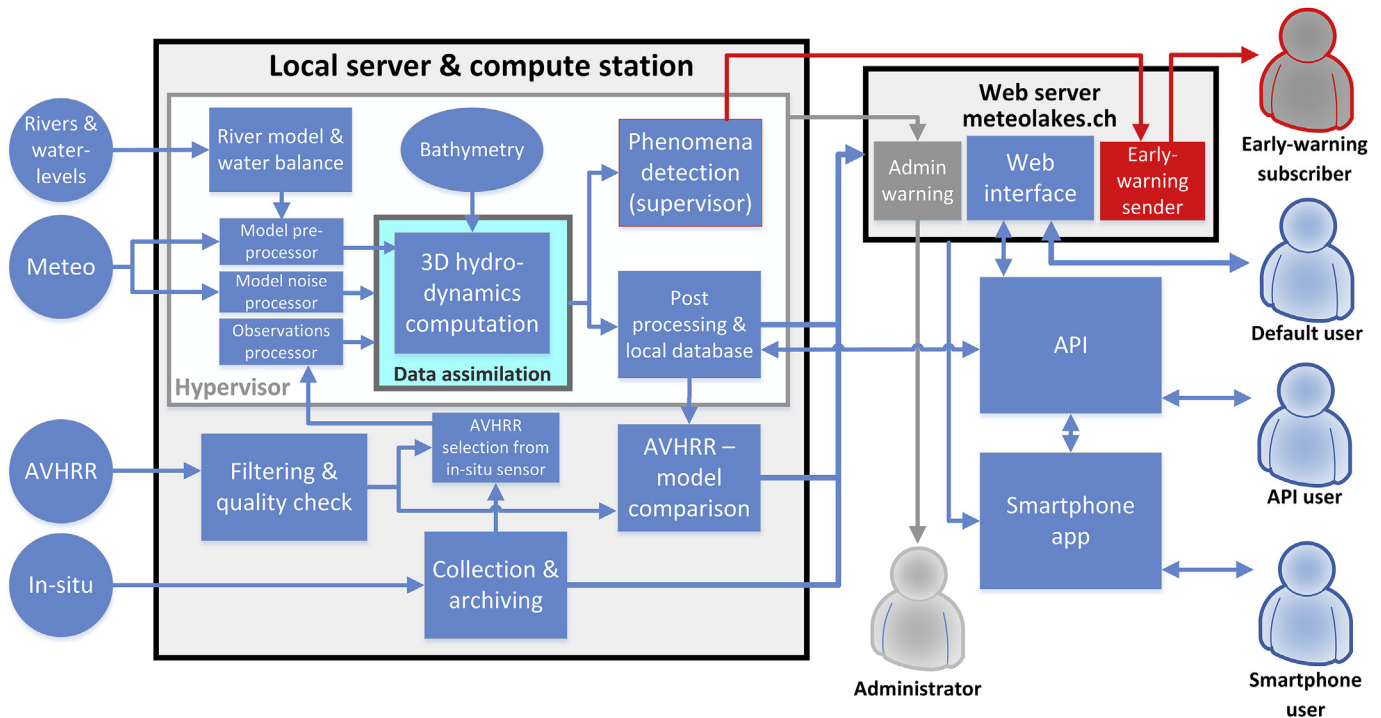 Local server & compute station
Rivers &
water-
levels
River model &
water balance
Bathymetry
Phenomena
detection
(supervisor)
Meteo
Model pre-
processor
Model noise
processor
Observations
processor
3D hydro-
dynamics
computation
Data assimilation
Post
processing &
local database
Hypervisor
AVHRR
Filtering &
quality check
AVHRR
selection from
in-situ sensor
AVHRR –
model
comparison
In-situ
Collection &
archiving
Web server
meteolakes.ch
Admin
warning
Web
interface
Early-
warning
sender
API
Smartphone
app
Administrator
Early-warning
subscriber
Default user
API user
Smartphone
user